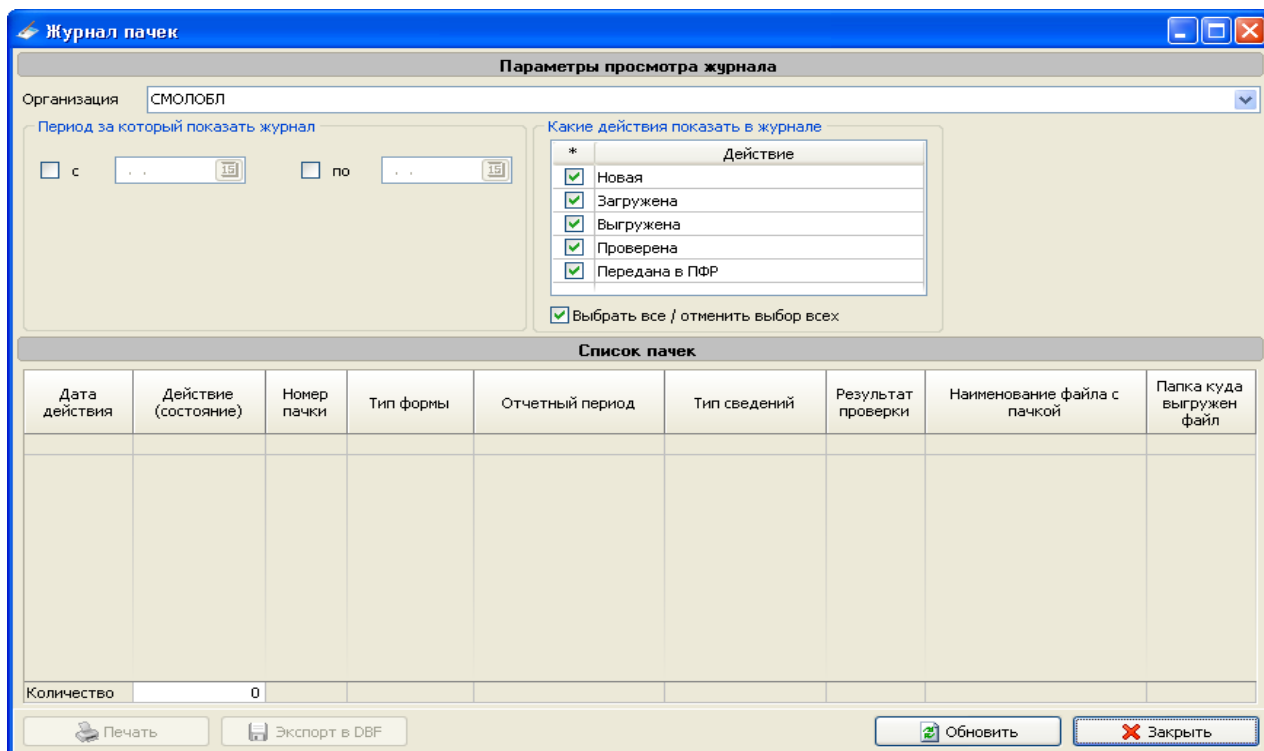 Журнал пачек
Параметры просмотра журнала
Организация СМОЛОБЛ
Период за который показать журнал
с . . 15 по . . 15
Какие действия показать в журнале
* Действие
Новая
Загружена
Выгружена
Проверена
Передана в ПФР
Выбрать все / отменить выбор всех
Список пачек
Дата действия Действие (состояние) Номер пачки Тип формы Отчетный период Тип сведений Результат проверки Наименование файла с пачкой Папка куда выгружен файл
Количество 0
Печать Экспорт в DBF Обновить Закрыть